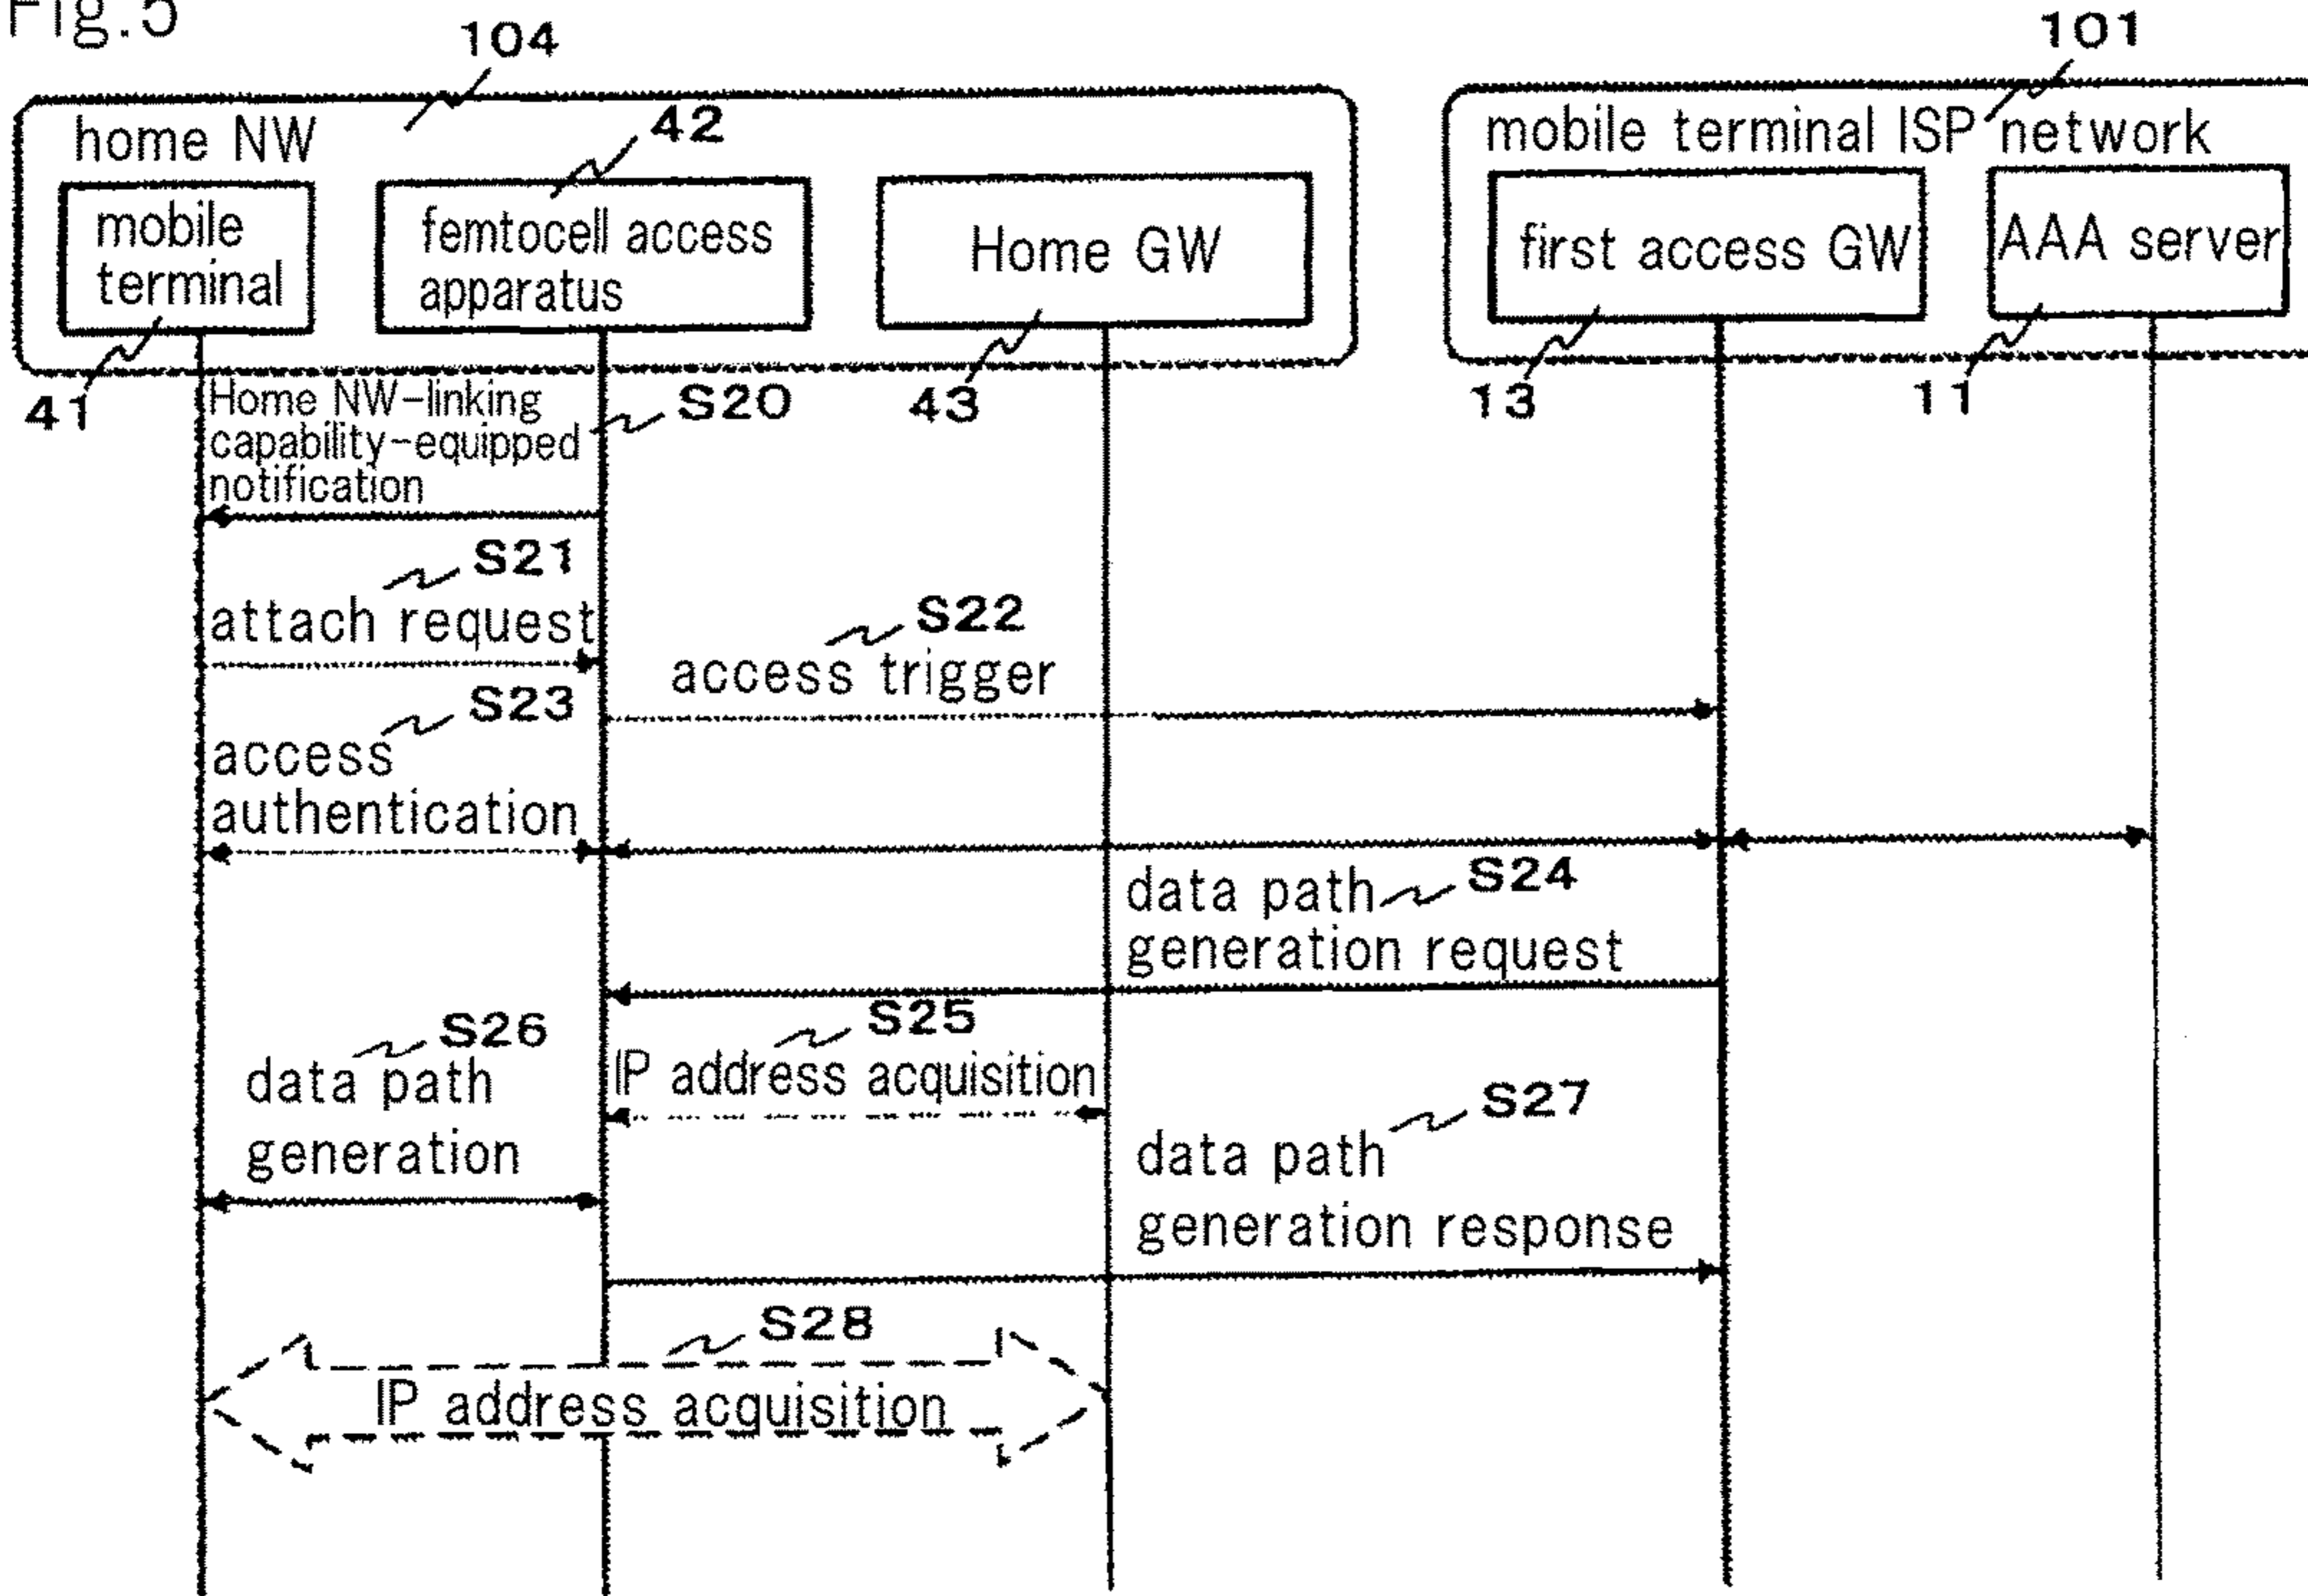 Fig.5
104
101
home NW
42
mobile terminal ISP network
mobile
terminal
femtocell access
apparatus
Home GW
first access GW
AAA server
41
43
13
11
Home NW-linking
capability-equipped
notification
S20
S21
attach request
S22
access trigger
S23
access
authentication
S24
data path
generation request
S25
IP address acquisition
S26
data path
generation
S27
data path
generation response
S28
IP address acquisition